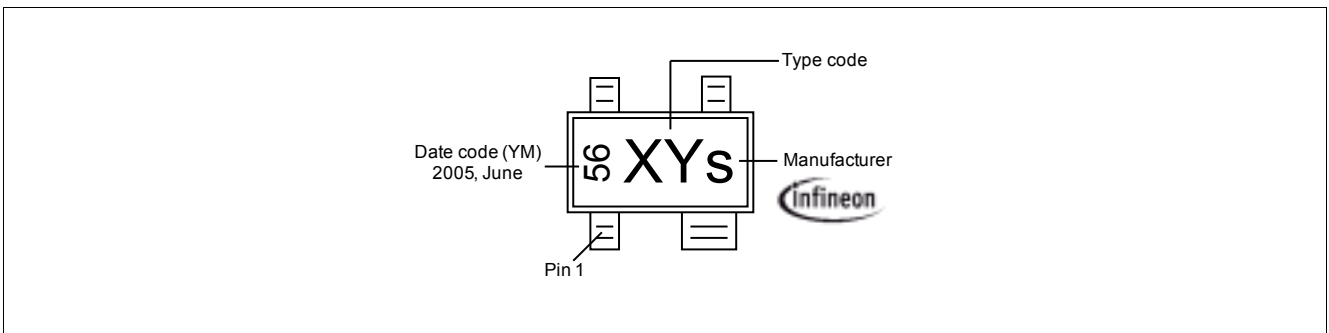 Type code
Date code (YM)
2005, June
56
XYs
Manufacturer
infineon
Pin 1